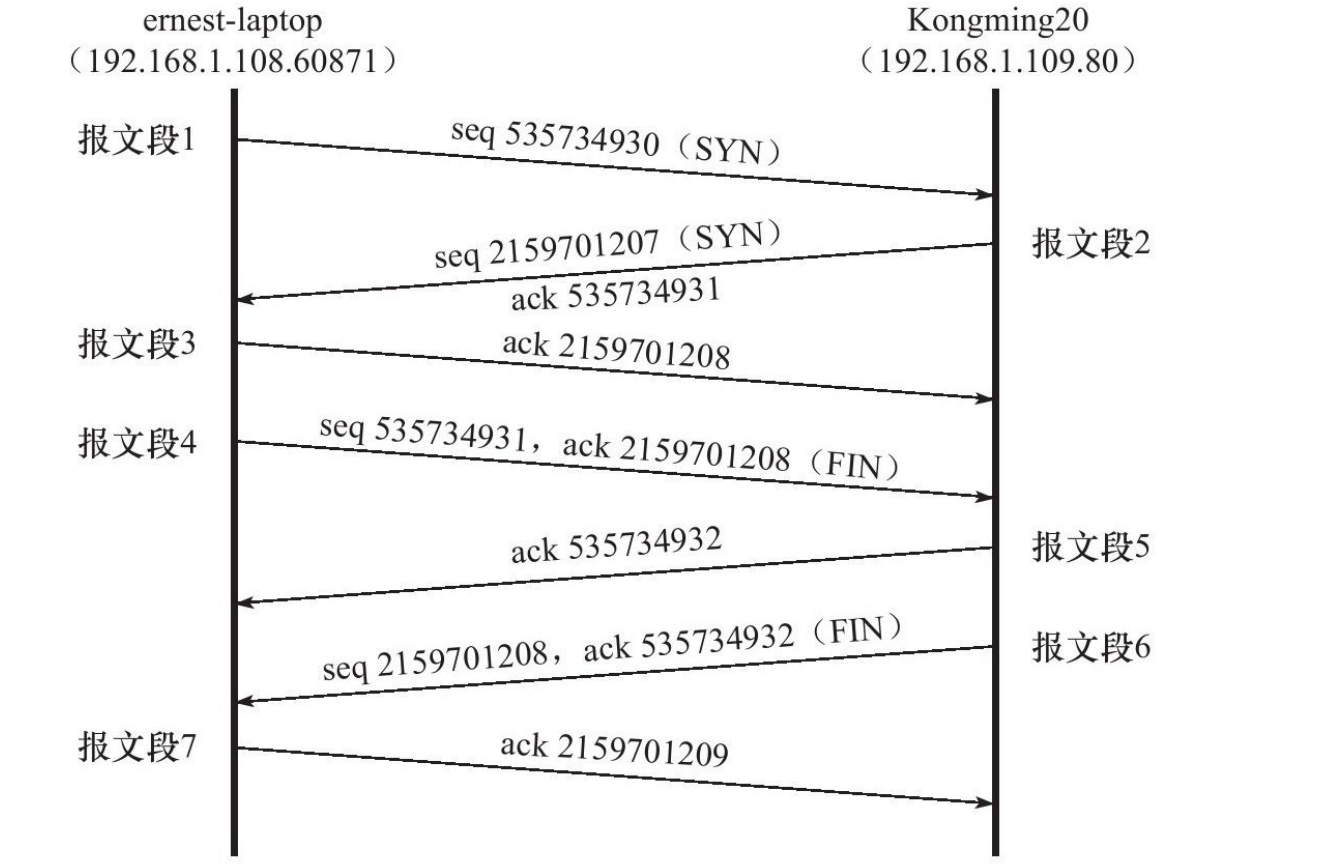 ernest-laptop
（192.168.1.108.60871）
Kongming20
（192.168.1.109.80）
报文段1
seq 535734930（SYN）
seq 2159701207（SYN）
报文段2
ack 535734931
报文段3
ack 2159701208
报文段4
seq 535734931，ack 2159701208（FIN）
ack 535734932
报文段5
seq 2159701208，ack 535734932（FIN）
报文段6
报文段7
ack 2159701209